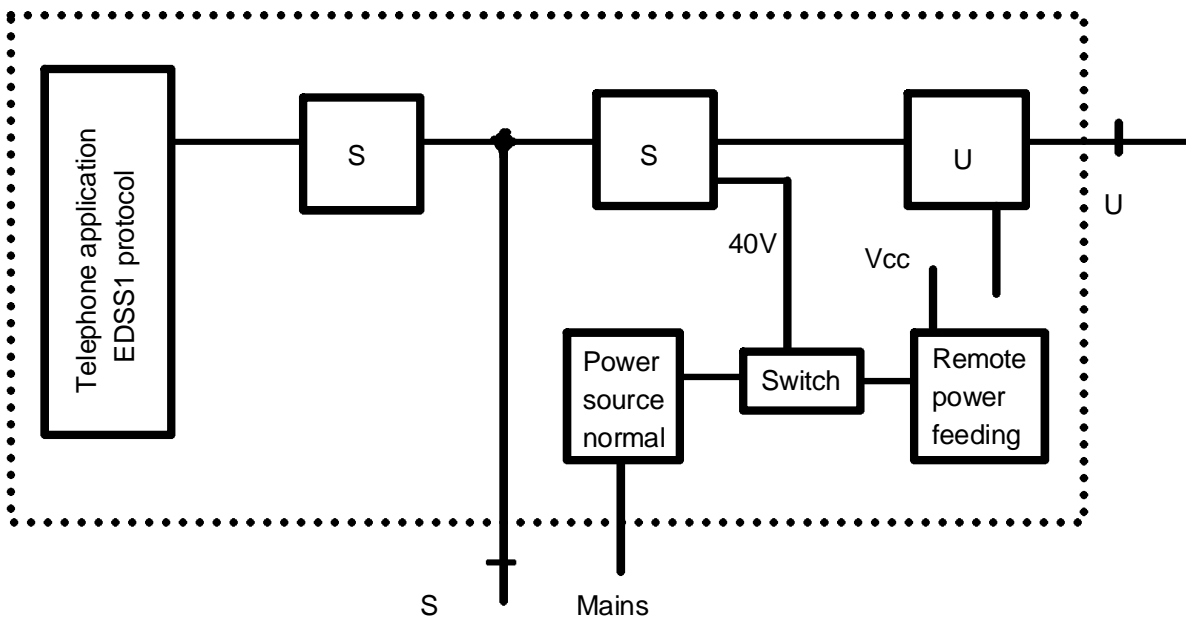 Telephone application
EDSS1 protocol
S
S
U
U
40V
Vcc
Power
source
normal
Switch
Remote
power
feeding
S
Mains